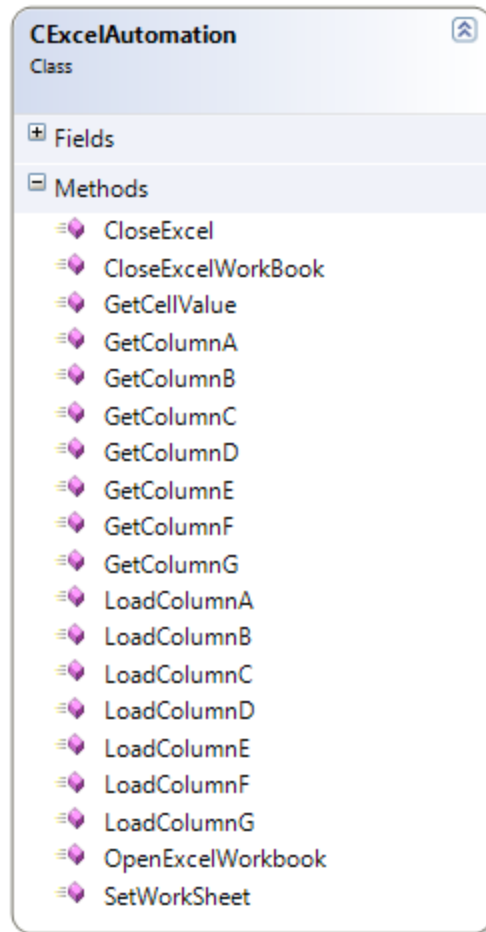 CExcelAutomation
Class
Fields
Methods
CloseExcel
CloseExcelWorkBook
GetCellValue
GetColumnA
GetColumnB
GetColumnC
GetColumnD
GetColumnE
GetColumnF
GetColumnG
LoadColumnA
LoadColumnB
LoadColumnC
LoadColumnD
LoadColumnE
LoadColumnF
LoadColumnG
OpenExcelWorkbook
SetWorkSheet